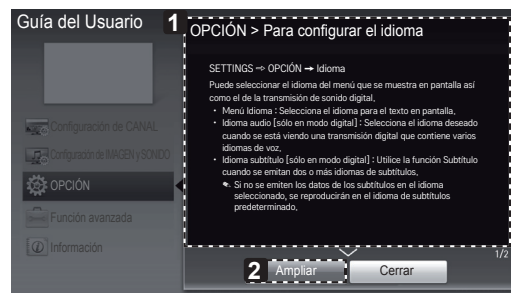 Guía del Usuario
1
OPCIÓN > Para configurar el idioma
SETTINGS ⇨ OPCIÓN ➙ Idioma
Puede seleccionar el idioma del menú que se muestra en pantalla así
como el de la transmisión de sonido digital.
• Menú Idioma : Selecciona el idioma para el texto en pantalla.
• Idioma audio [sólo en modo digital] : Selecciona el idioma deseado
cuando se está viendo una transmisión digital que contiene varios
idiomas de voz.
• Idioma subtítulo [sólo en modo digital] : Utilice la función Subtítulo
cuando se emitan dos o más idiomas de subtítulos.
Si no se emiten los datos de los subtítulos en el idioma
seleccionado, se reproducirán en el idioma de subtítulos
predeterminado.
Configuración de CANAL
Configuración de IMAGEN y SONIDO
OPCIÓN
Función avanzada
Información
1/2
2
Ampliar
Cerrar